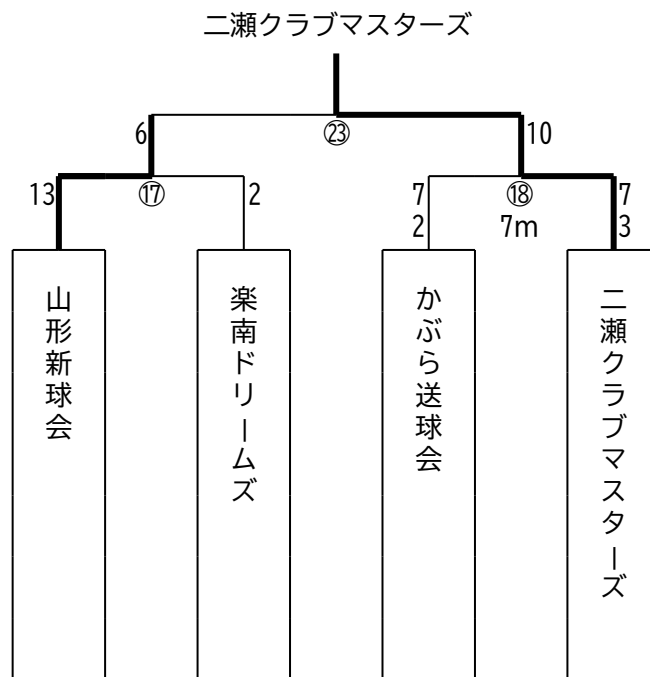 二瀬クラブマスターズ
6 ㉓ 10
13 ⑰ 2 7 ⑱ 7
2 7m 3
山形新球会
楽南ドリームズ
かぶら送球会
二瀬クラブマスターズ